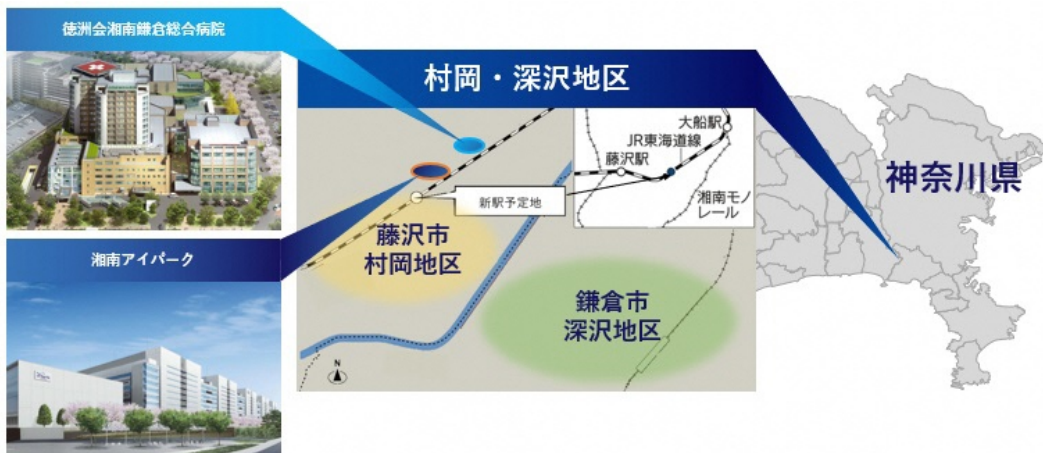 徳洲会湘南鎌倉総合病院
村岡・深沢地区
大船駅
JR東海道線
藤沢駅
湘南モノ
レール
新駅予定地
神奈川県
藤沢市
村岡地区
湘南アイパーク
鎌倉市
深沢地区
N